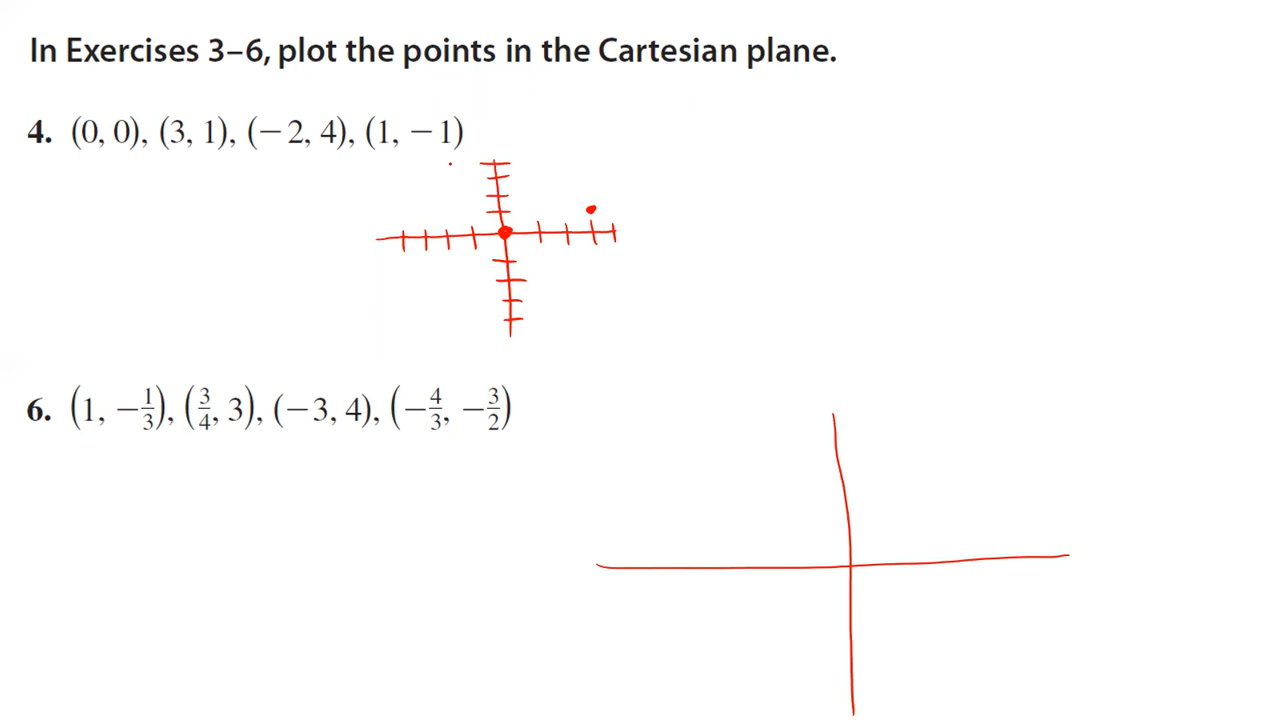 In Exercises 3–6, plot the points in the Cartesian plane.
4. (0, 0), (3, 1), (−2, 4), (1, −1)
6. (1, −1/3), (3/4, 3), (−3, 4), (−4/3, −3/2)